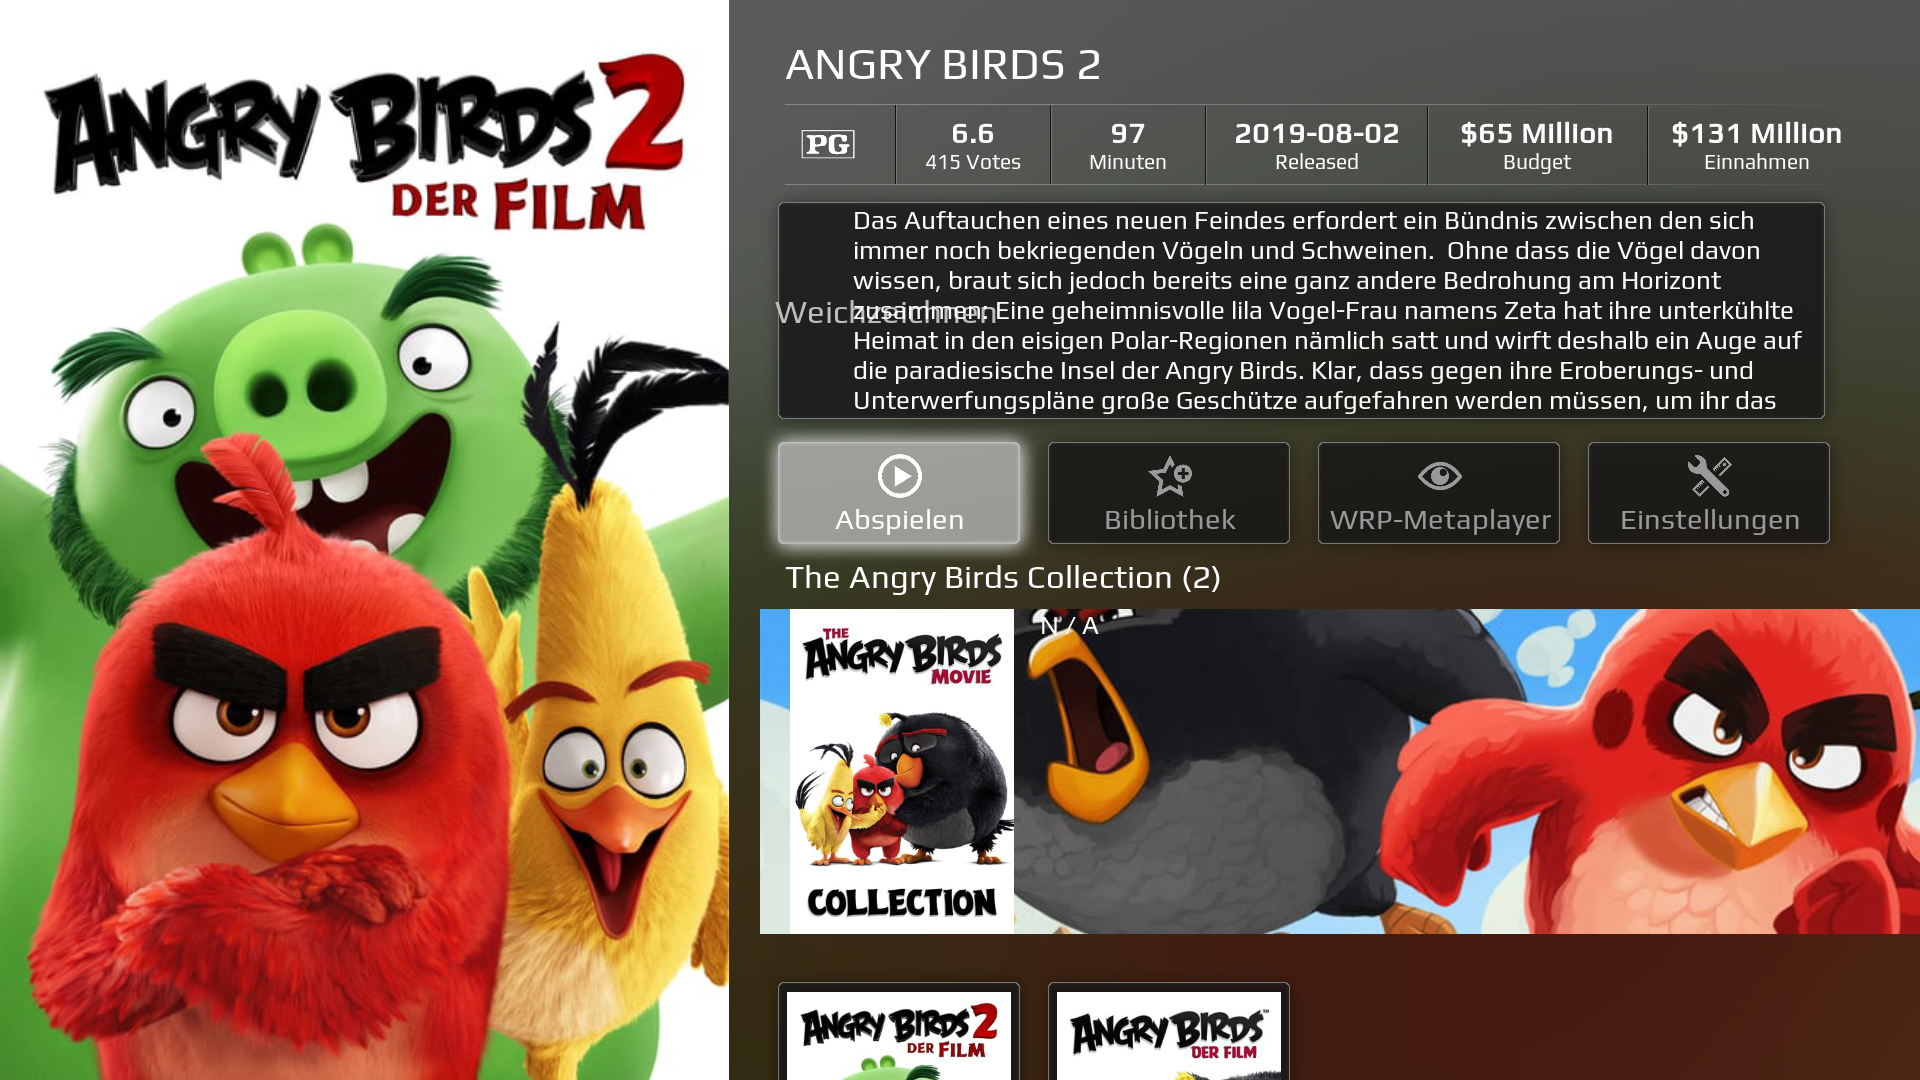 ANGRY BIRDS 2
DER FILM
ANGRY BIRDS 2
PG
6.6
415 Votes
97
Minuten
2019-08-02
Released
$65 Million
Budget
$131 Million
Einnahmen
Das Auftauchen eines neuen Feindes erfordert ein Bündnis zwischen den sich
immer noch bekriegenden Vögeln und Schweinen. Ohne dass die Vögel davon
wissen, braut sich jedoch bereits eine ganz andere Bedrohung am Horizont
zusammen: Eine geheimnisvolle lila Vogel-Frau namens Zeta hat ihre unterkühlte
Weichzeichnen
Heimat in den eisigen Polar-Regionen nämlich satt und wirft deshalb ein Auge auf
die paradiesische Insel der Angry Birds. Klar, dass gegen ihre Eroberungs- und
Unterwerfungspläne große Geschütze aufgefahren werden müssen, um ihr das
Abspielen
Bibliothek
WRP-Metaplayer
Einstellungen
The Angry Birds Collection (2)
N / A
THE
ANGRY BIRDS
MOVIE
COLLECTION
ANGRY BIRDS 2
DER FILM
ANGRY BIRDS™
DER FILM